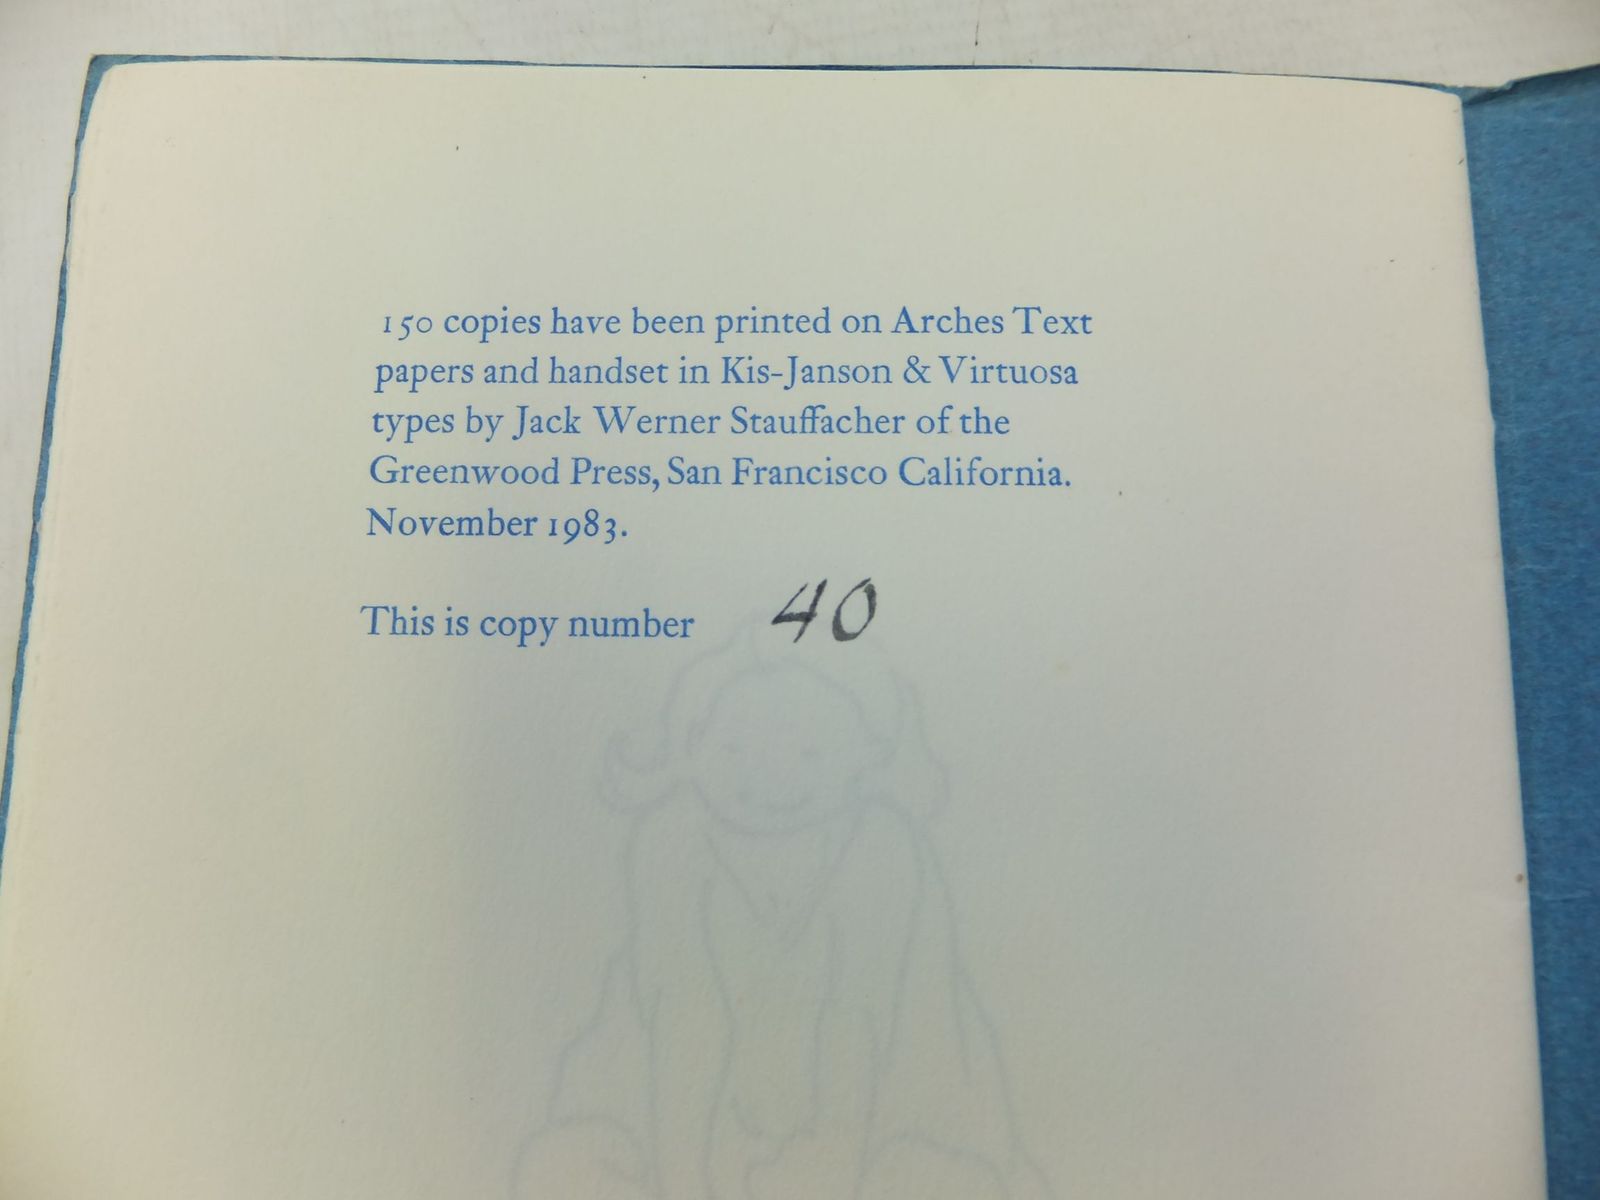 150 copies have been printed on Arches Text
papers and handset in Kis-Janson & Virtuosa
types by Jack Werner Stauffacher of the
Greenwood Press, San Francisco California.
November 1983.
This is copy number 40